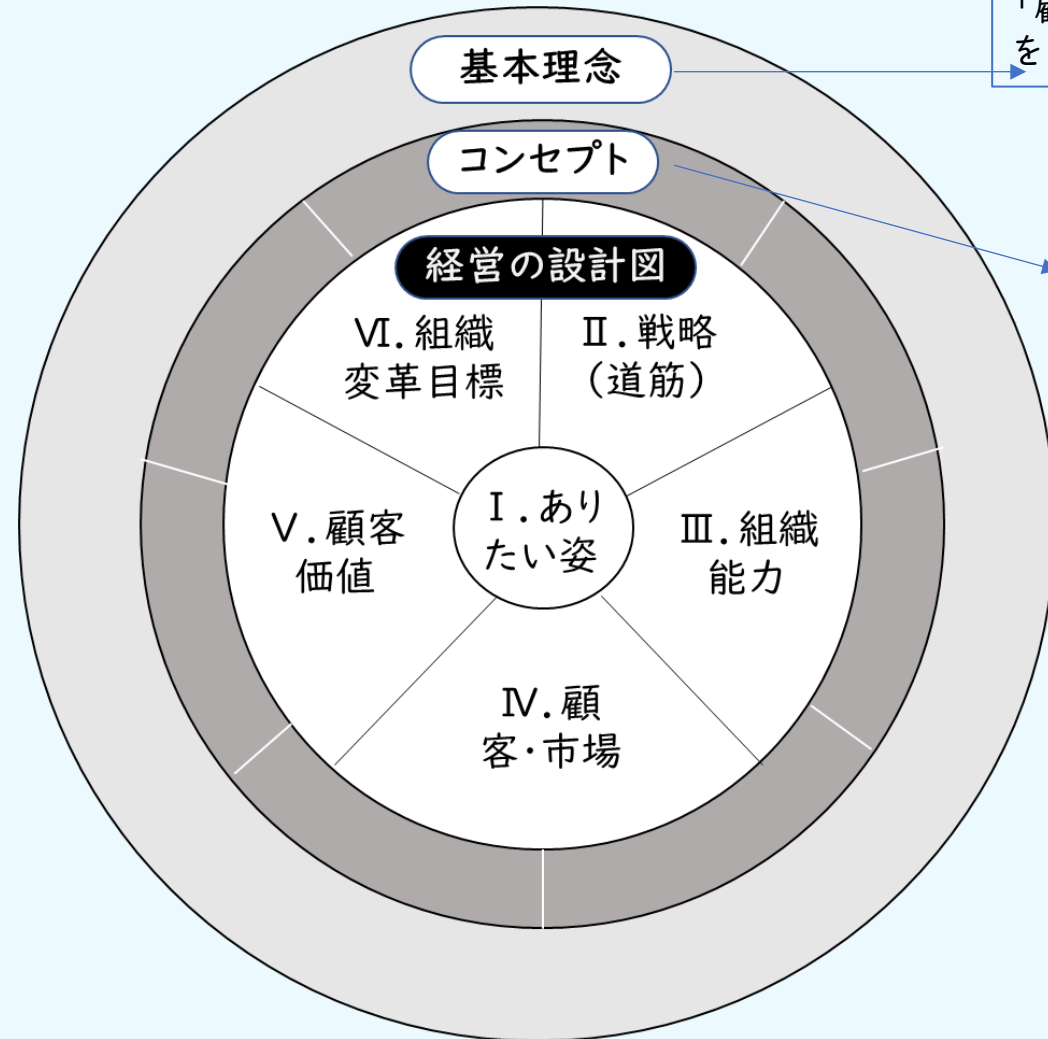 「顧
を
基本理念
コンセプト
経営の設計図
Ⅵ.組織
変革目標
Ⅱ.戦略
(道筋)
Ⅰ.あり
たい姿
Ⅴ.顧客
価値
Ⅲ.組織
能力
Ⅳ.顧
客・市場